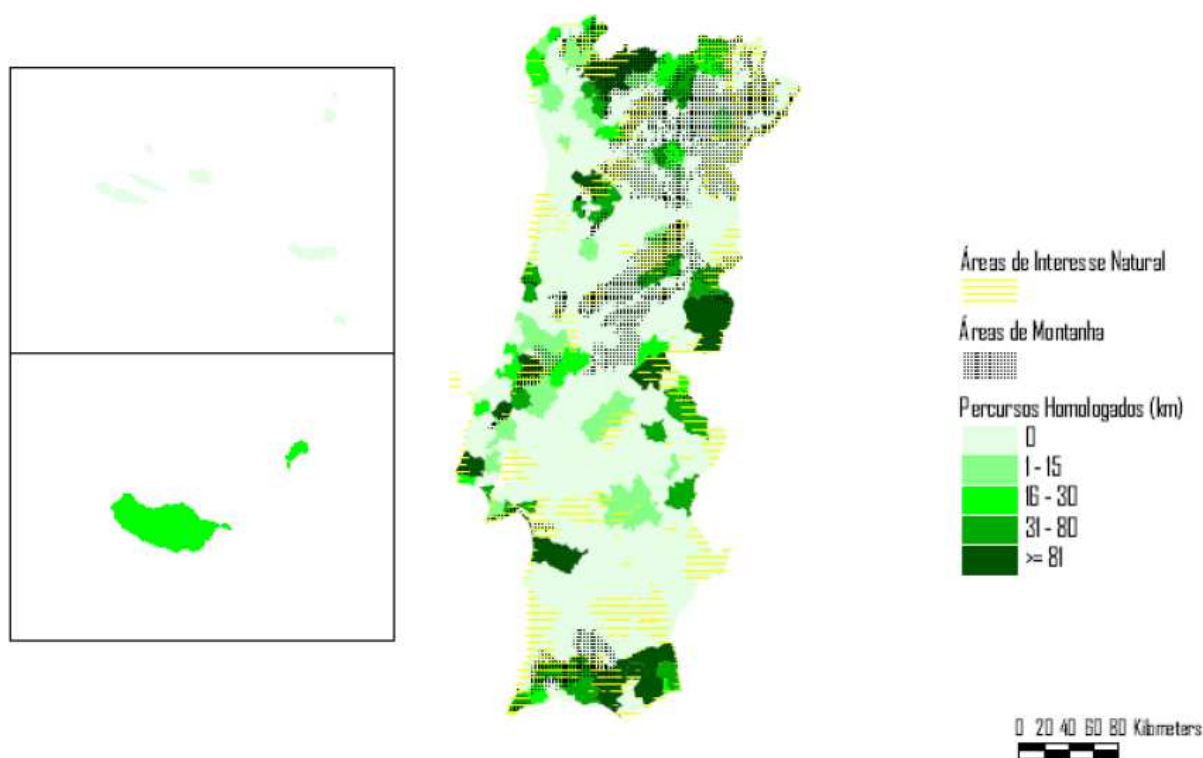 Áreas de Interesse Natural
Áreas de Montanha
Percursos Homologados (km)
0
1 - 15
16 - 30
31 - 80
>= 81
0 20 40 60 80 Kilometers